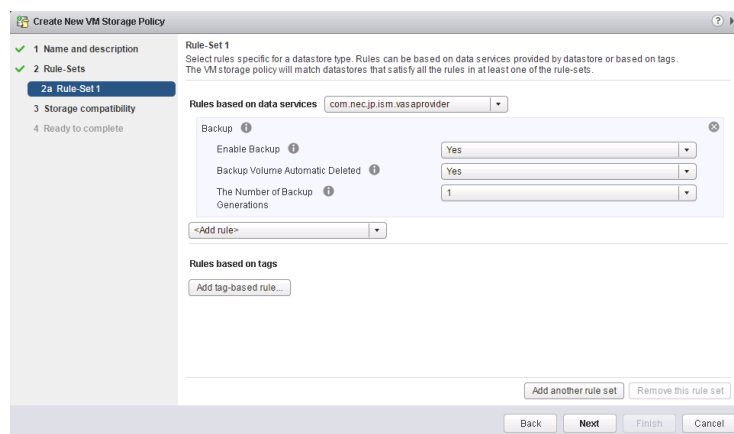 Create New VM Storage Policy
?
1 Name and description
2 Rule-Sets
2a Rule-Set 1
3 Storage compatibility
4 Ready to complete
Rule-Set 1
Select rules specific for a datastore type. Rules can be based on data services provided by datastore or based on tags.
The VM storage policy will match datastores that satisfy all the rules in at least one of the rule-sets.
Rules based on data services com.nec.jp.ism.vasaprovider
Backup
Enable Backup Yes
Backup Volume Automatic Deleted Yes
The Number of Backup 1
Generations
<Add rule>
Rules based on tags
Add tag-based rule...
Add another rule set Remove this rule set
Back Next Finish Cancel